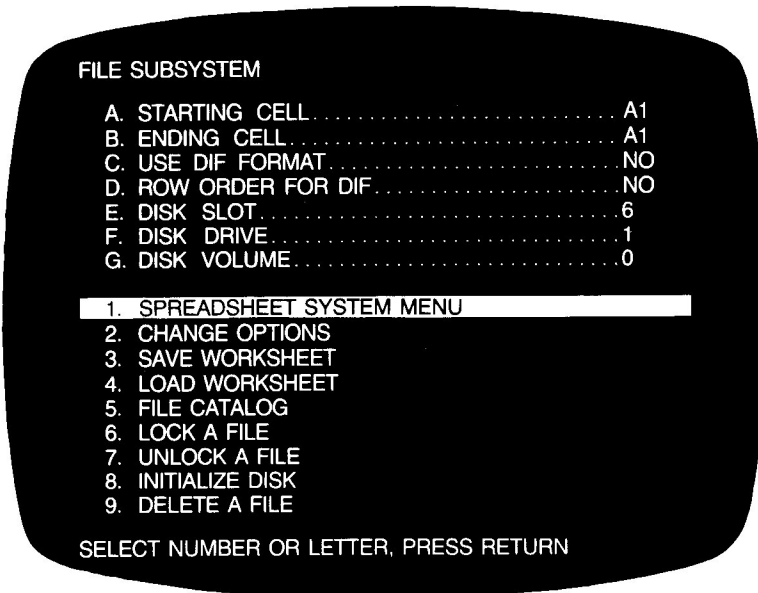 FILE SUBSYSTEM
A. STARTING CELL.................................... A1
B. ENDING CELL....................................... A1
C. USE DIF FORMAT................................. NO
D. ROW ORDER FOR DIF............................ NO
E. DISK SLOT.........................................6
F. DISK DRIVE........................................1
G. DISK VOLUME.....................................0
1. SPREADSHEET SYSTEM MENU
2. CHANGE OPTIONS
3. SAVE WORKSHEET
4. LOAD WORKSHEET
5. FILE CATALOG
6. LOCK A FILE
7. UNLOCK A FILE
8. INITIALIZE DISK
9. DELETE A FILE
SELECT NUMBER OR LETTER, PRESS RETURN